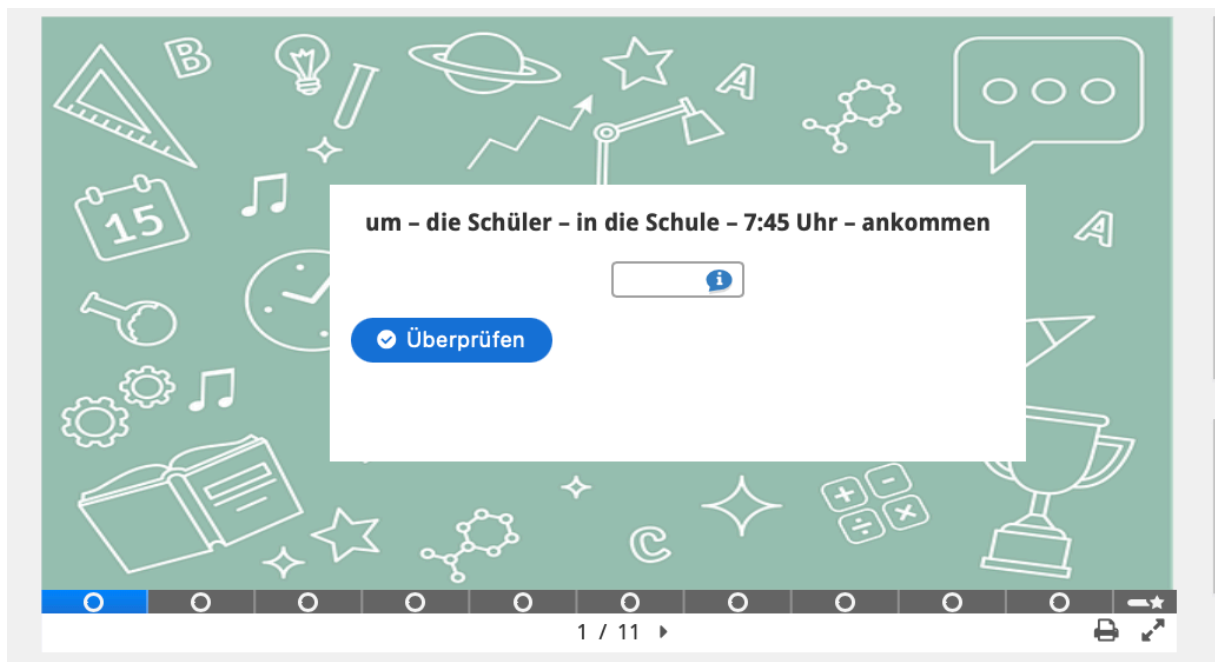 B
A
15
A
um – die Schüler – in die Schule – 7:45 Uhr – ankommen
Überprüfen
C
1 / 11